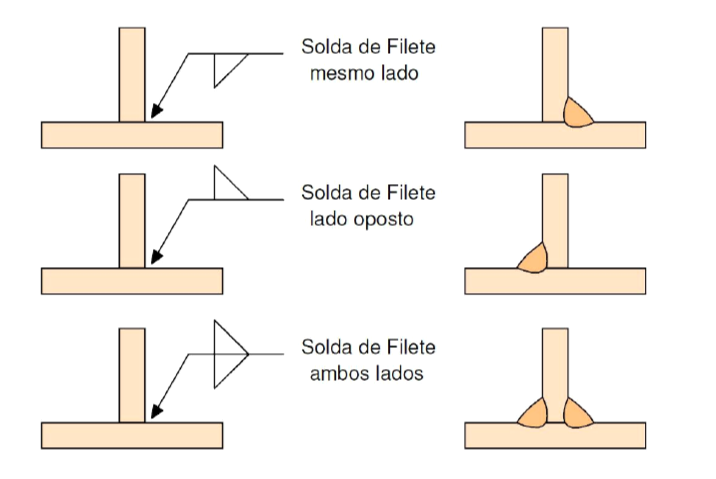 Solda de Filete
mesmo lado
Solda de Filete
lado oposto
Solda de Filete
ambos lados